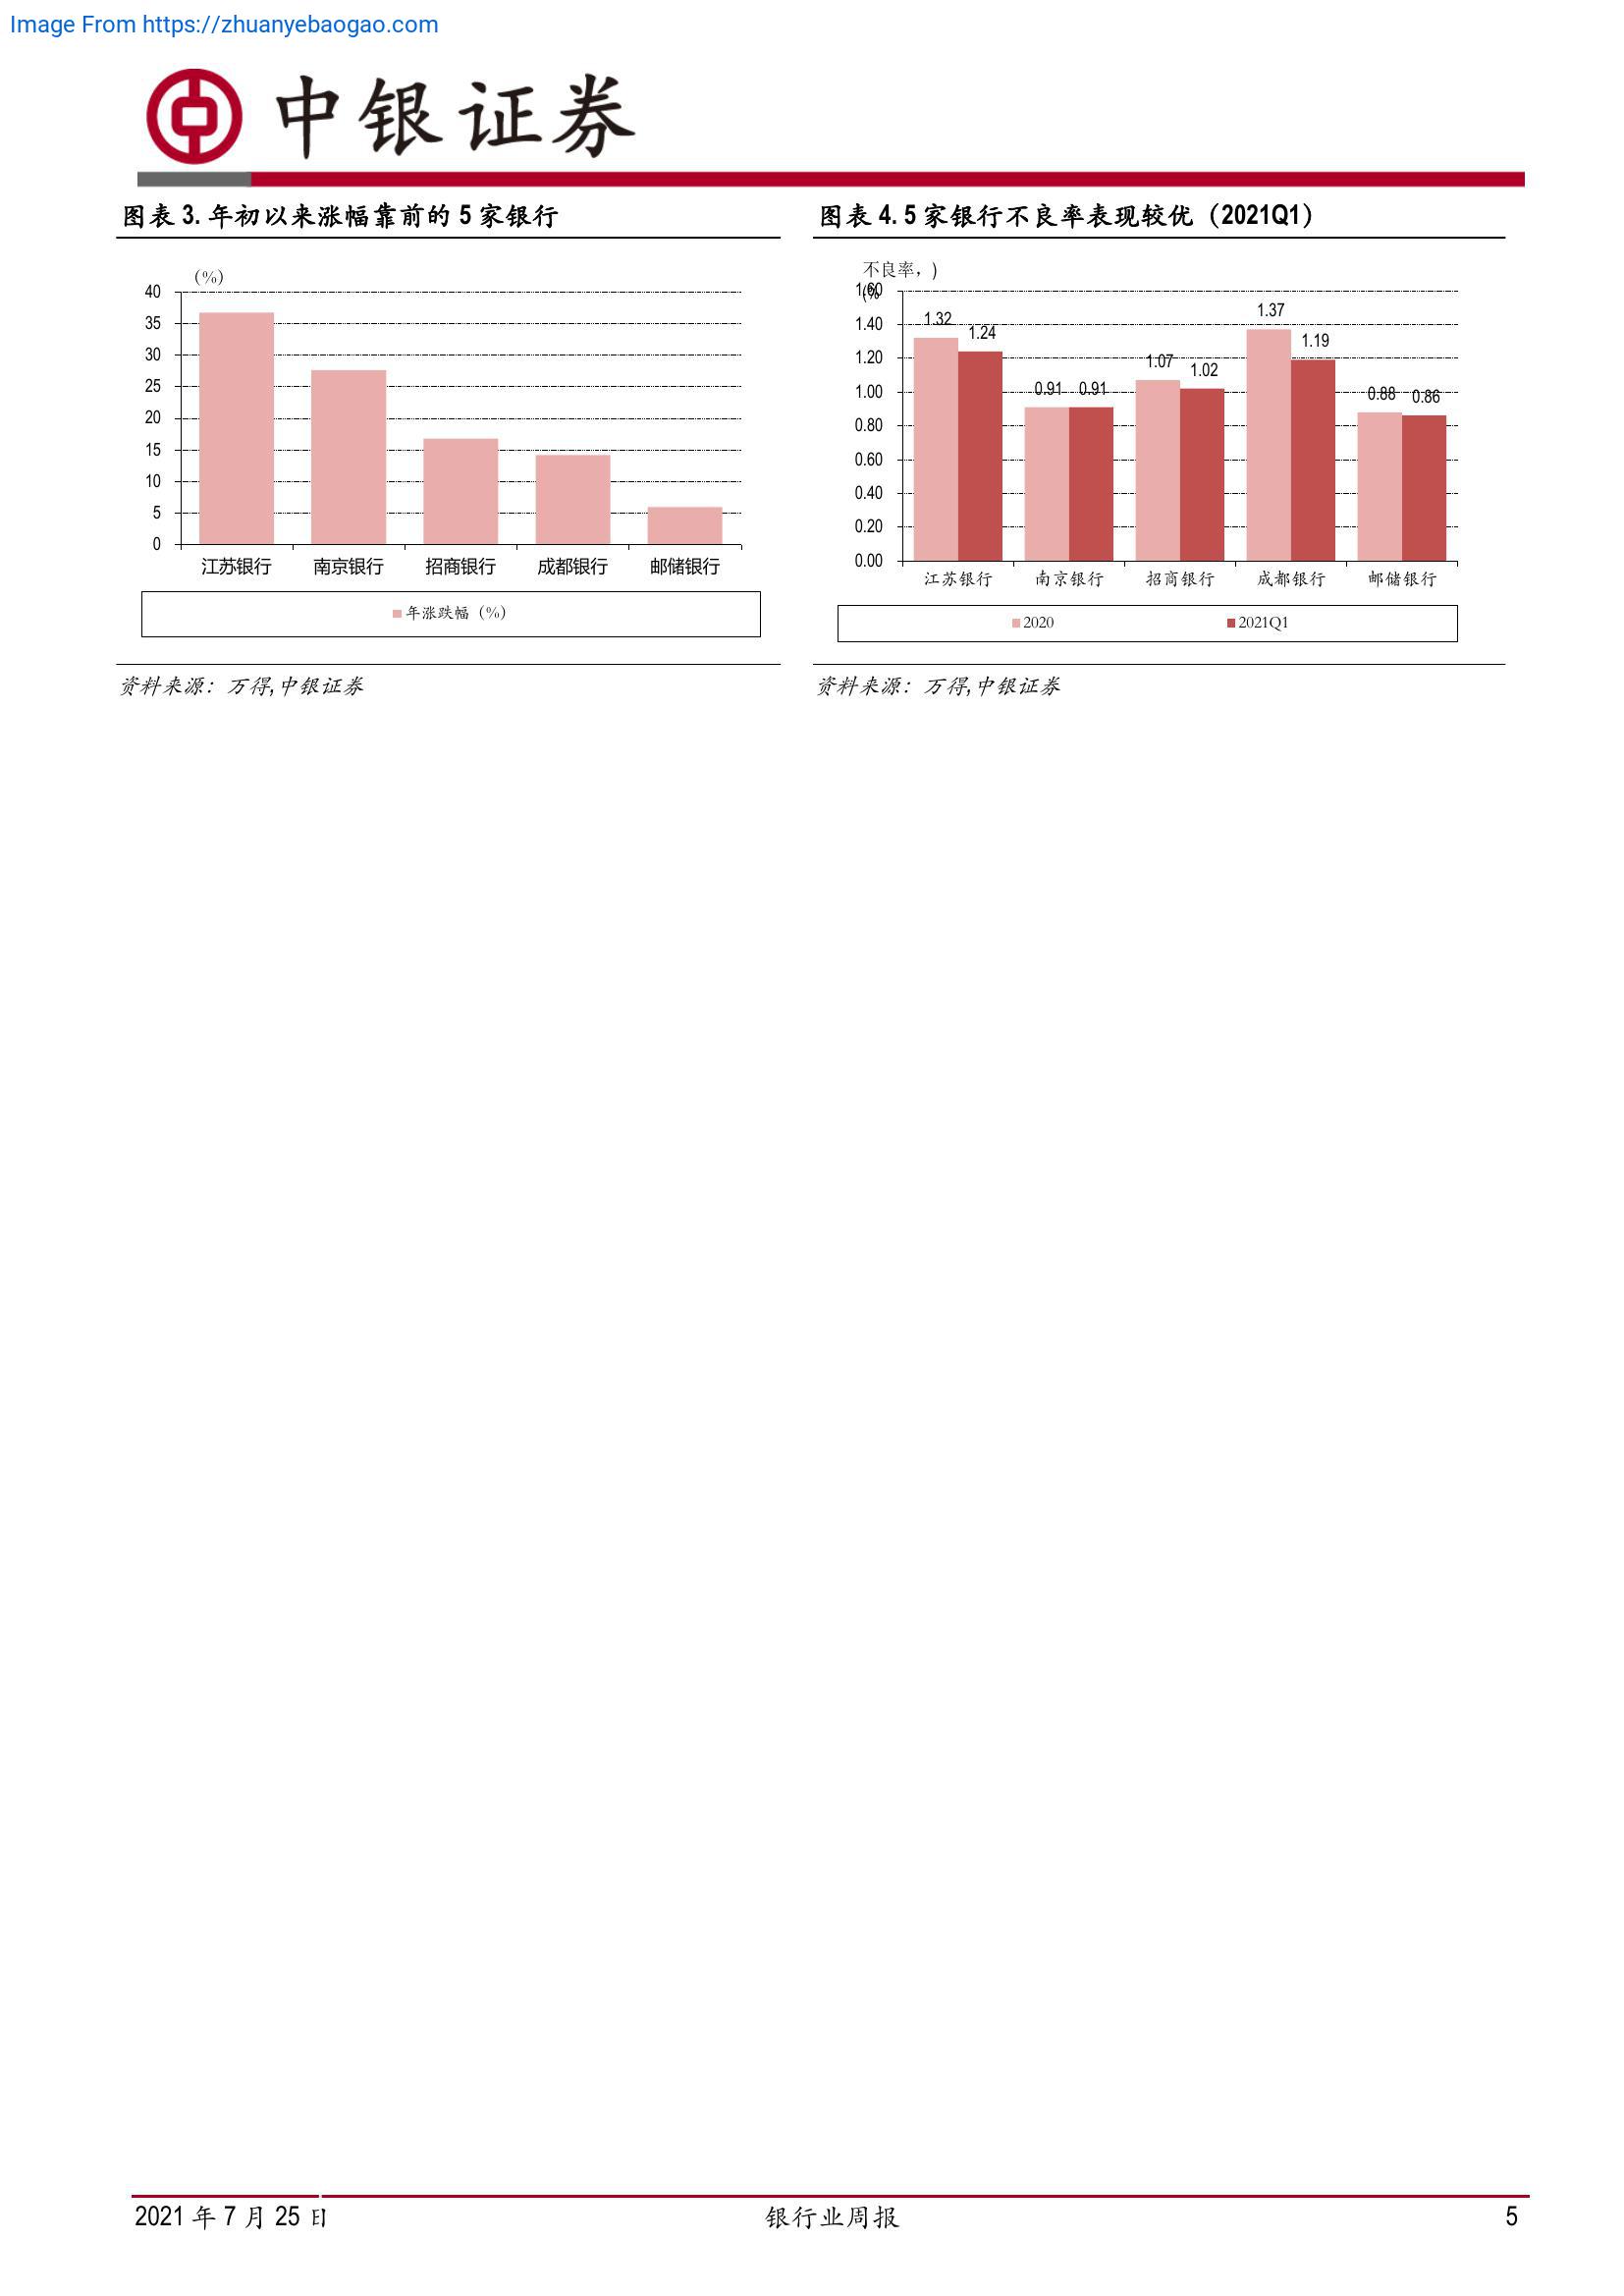 Image From https://zhuanyebaogao.com
中银证券
图表 3. 年初以来涨幅靠前的 5 家银行
(%)
40
35
30
25
20
15
10
5
0
江苏银行 南京银行 招商银行 成都银行 邮储银行
年涨跌幅（%）
资料来源：万得,中银证券
图表 4. 5 家银行不良率表现较优（2021Q1）
不良率，)
(%
1.60
1.40
1.20
1.00
0.80
0.60
0.40
0.20
0.00
1.32 1.24 0.91 0.91 1.07 1.02 1.37 1.19 0.88 0.86
江苏银行 南京银行 招商银行 成都银行 邮储银行
2020 2021Q1
资料来源：万得,中银证券
2021 年 7 月 25 日 银行业周报 5